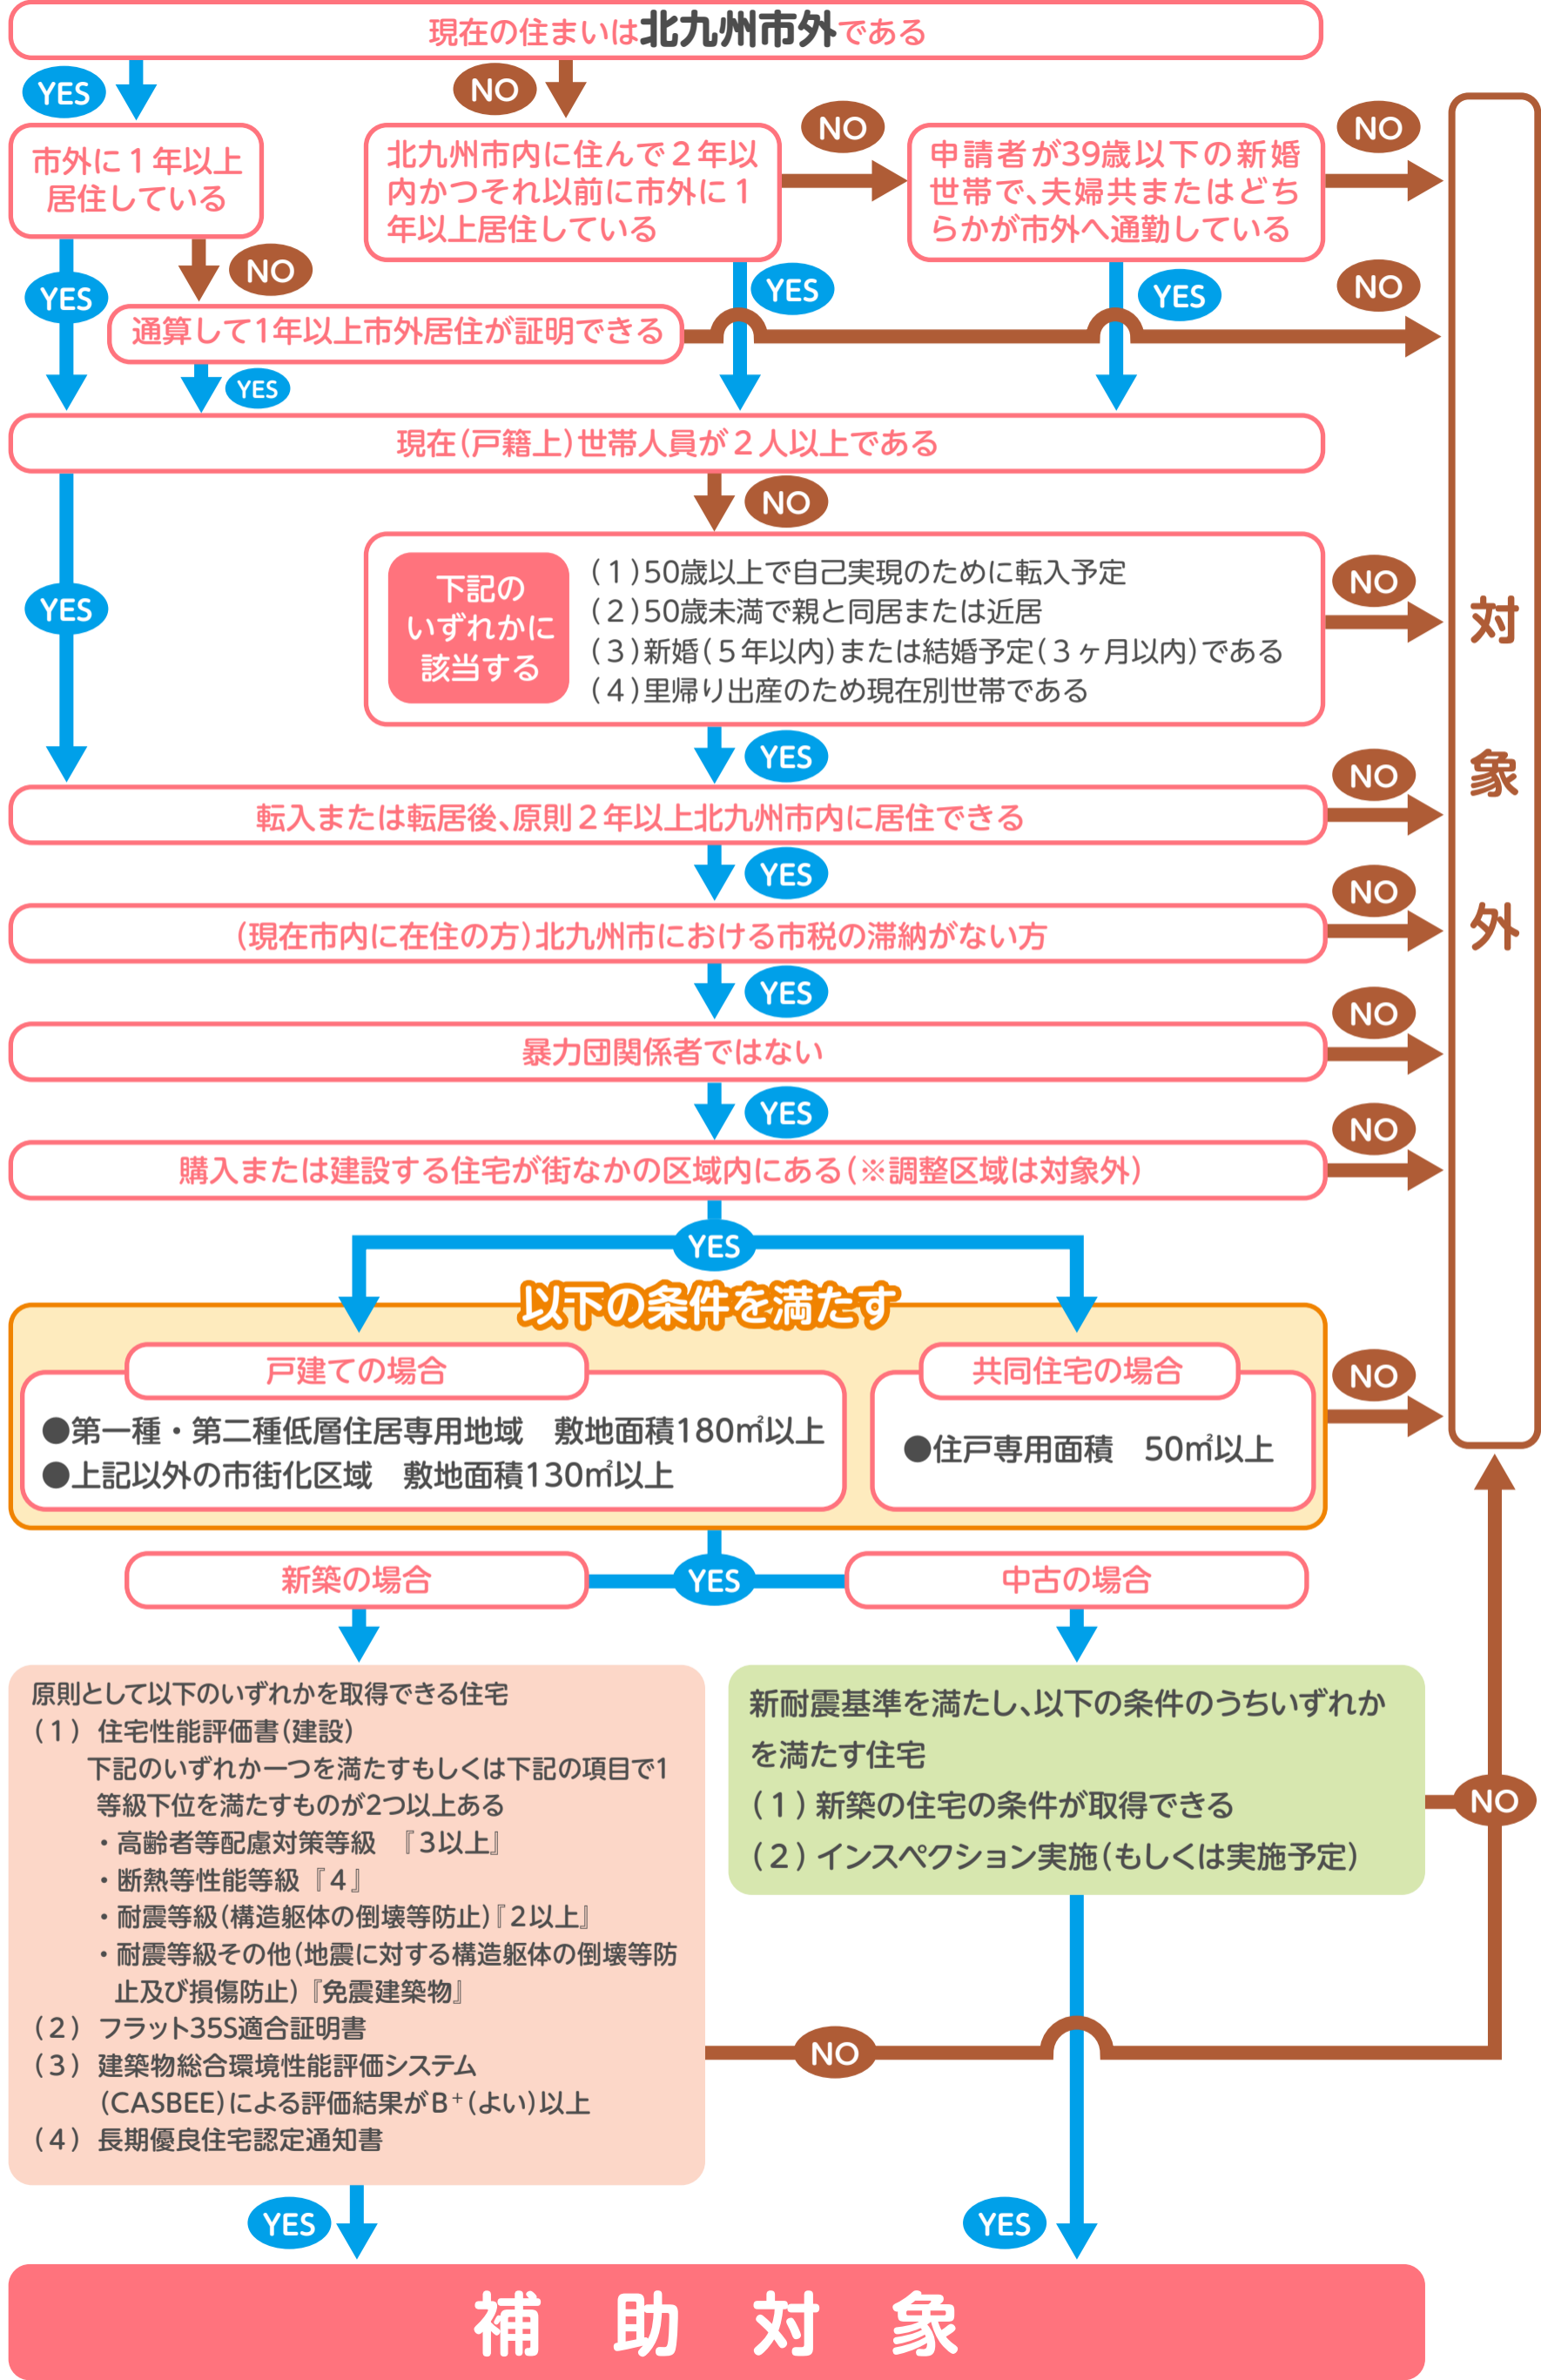 現在の住まいは北九州市外である
YES
NO
市外に１年以上
居住している
北九州市内に住んで２年以
内かつそれ以前に市外に１
年以上居住している
NO
申請者が39歳以下の新婚
世帯で、夫婦共またはどち
らかが市外へ通勤している
NO
YES
NO
通算して1年以上市外居住が証明できる
YES
YES
YES
NO
現在(戸籍上)世帯人員が２人以上である
YES
NO
下記の
いずれかに
該当する
(１)50歳以上で自己実現のために転入予定
(２)50歳未満で親と同居または近居
(３)新婚(５年以内)または結婚予定(３ヶ月以内)である
(４)里帰り出産のため現在別世帯である
NO
YES
転入または転居後、原則２年以上北九州市内に居住できる
NO
YES
(現在市内に在住の方)北九州市における市税の滞納がない方
NO
YES
暴力団関係者ではない
NO
YES
購入または建設する住宅が街なかの区域内にある(※調整区域は対象外)
NO
対象外
YES
以下の条件を満たす
戸建ての場合
●第一種・第二種低層住居専用地域　敷地面積180㎡以上
●上記以外の市街化区域　敷地面積130㎡以上
共同住宅の場合
●住戸専用面積　50㎡以上
NO
新築の場合
YES
中古の場合
原則として以下のいずれかを取得できる住宅
(１) 住宅性能評価書(建設)
下記のいずれか一つを満たすもしくは下記の項目で1
等級下位を満たすものが2つ以上ある
・高齢者等配慮対策等級　『３以上』
・断熱等性能等級『４』
・耐震等級(構造躯体の倒壊等防止)『２以上』
・耐震等級その他(地震に対する構造躯体の倒壊等防
止及び損傷防止)『免震建築物』
(２) フラット35S適合証明書
(３) 建築物総合環境性能評価システム
(CASBEE)による評価結果がB⁺(よい)以上
(４) 長期優良住宅認定通知書
新耐震基準を満たし、以下の条件のうちいずれか
を満たす住宅
(１)新築の住宅の条件が取得できる
(２)インスペクション実施(もしくは実施予定)
NO
NO
YES
YES
補助対象